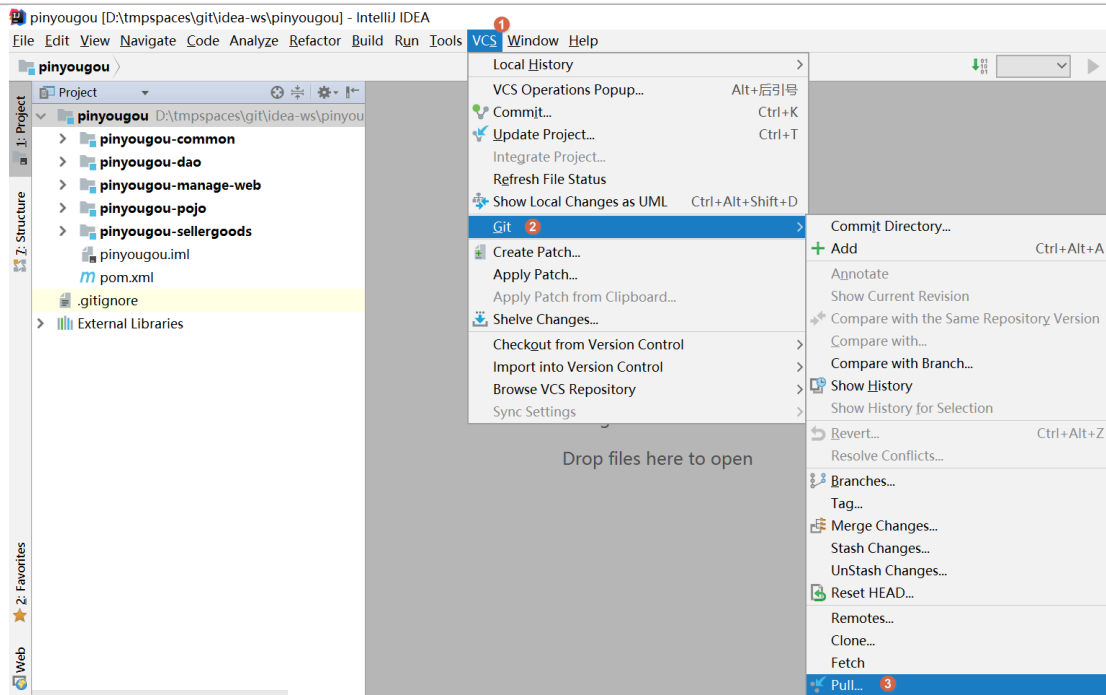 pinyougou [D:\tmpspaces\git\idea-ws\pinyougou] - IntelliJ IDEA
1
File Edit View Navigate Code Analyze Refactor Build Run Tools VCS Window Help
pinyougou
Project
pinyougou D:\tmpspaces\git\idea-ws\pinyou
pinyougou-common
pinyougou-dao
pinyougou-manage-web
pinyougou-pojo
pinyougou-sellergoods
pinyougou.iml
pom.xml
.gitignore
External Libraries
1: Project
7: Structure
2: Favorites
Web
Local History
VCS Operations Popup... Alt+后引号
Commit... Ctrl+K
Update Project... Ctrl+T
Integrate Project...
Refresh File Status
Show Local Changes as UML Ctrl+Alt+Shift+D
Git 2
Create Patch...
Apply Patch...
Apply Patch from Clipboard...
Shelve Changes...
Checkout from Version Control
Import into Version Control
Browse VCS Repository
Sync Settings
Drop files here to open
Commit Directory...
Add Ctrl+Alt+A
Annotate
Show Current Revision
Compare with the Same Repository Version
Compare with...
Compare with Branch...
Show History
Show History for Selection
Revert... Ctrl+Alt+Z
Resolve Conflicts...
Branches...
Tag...
Merge Changes...
Stash Changes...
UnStash Changes...
Reset HEAD...
Remotes...
Clone...
Fetch
Pull... 3